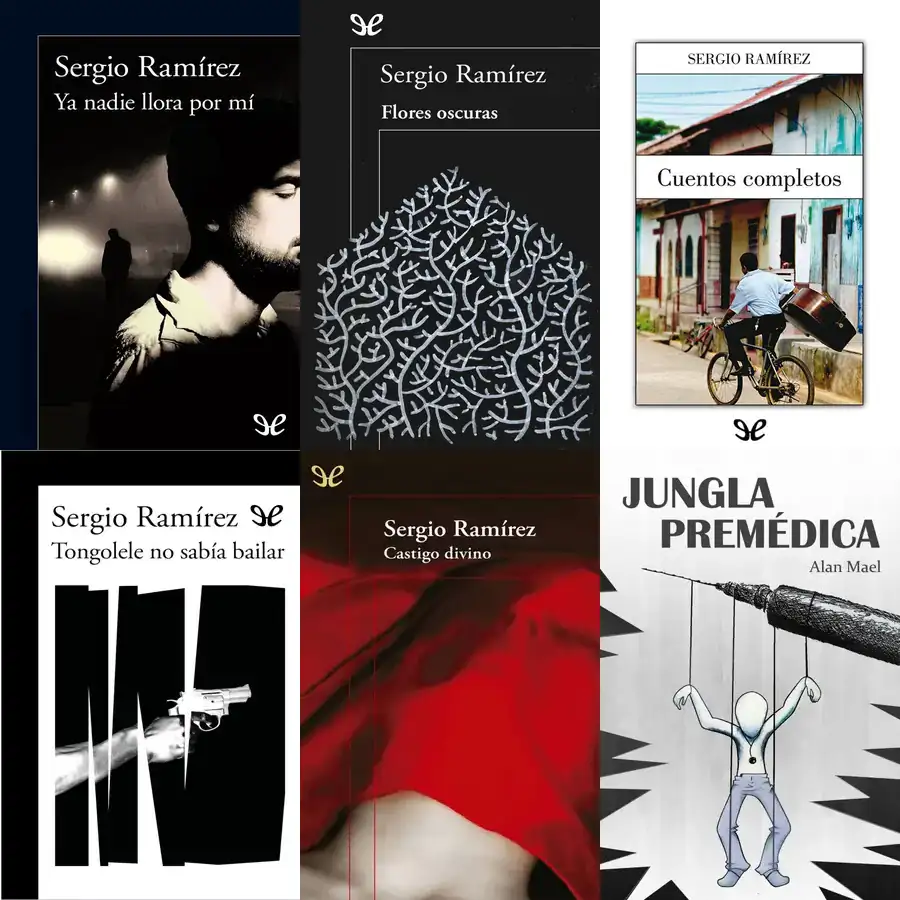 Sergio Ramírez
Ya nadie llora por mí
Sergio Ramírez
Flores oscuras
SERGIO RAMÍREZ
Cuentos completos
Sergio Ramírez
Tongolele no sabía bailar
Sergio Ramírez
Castigo divino
JUNGLA
PREMÉDICA
Alan Mael